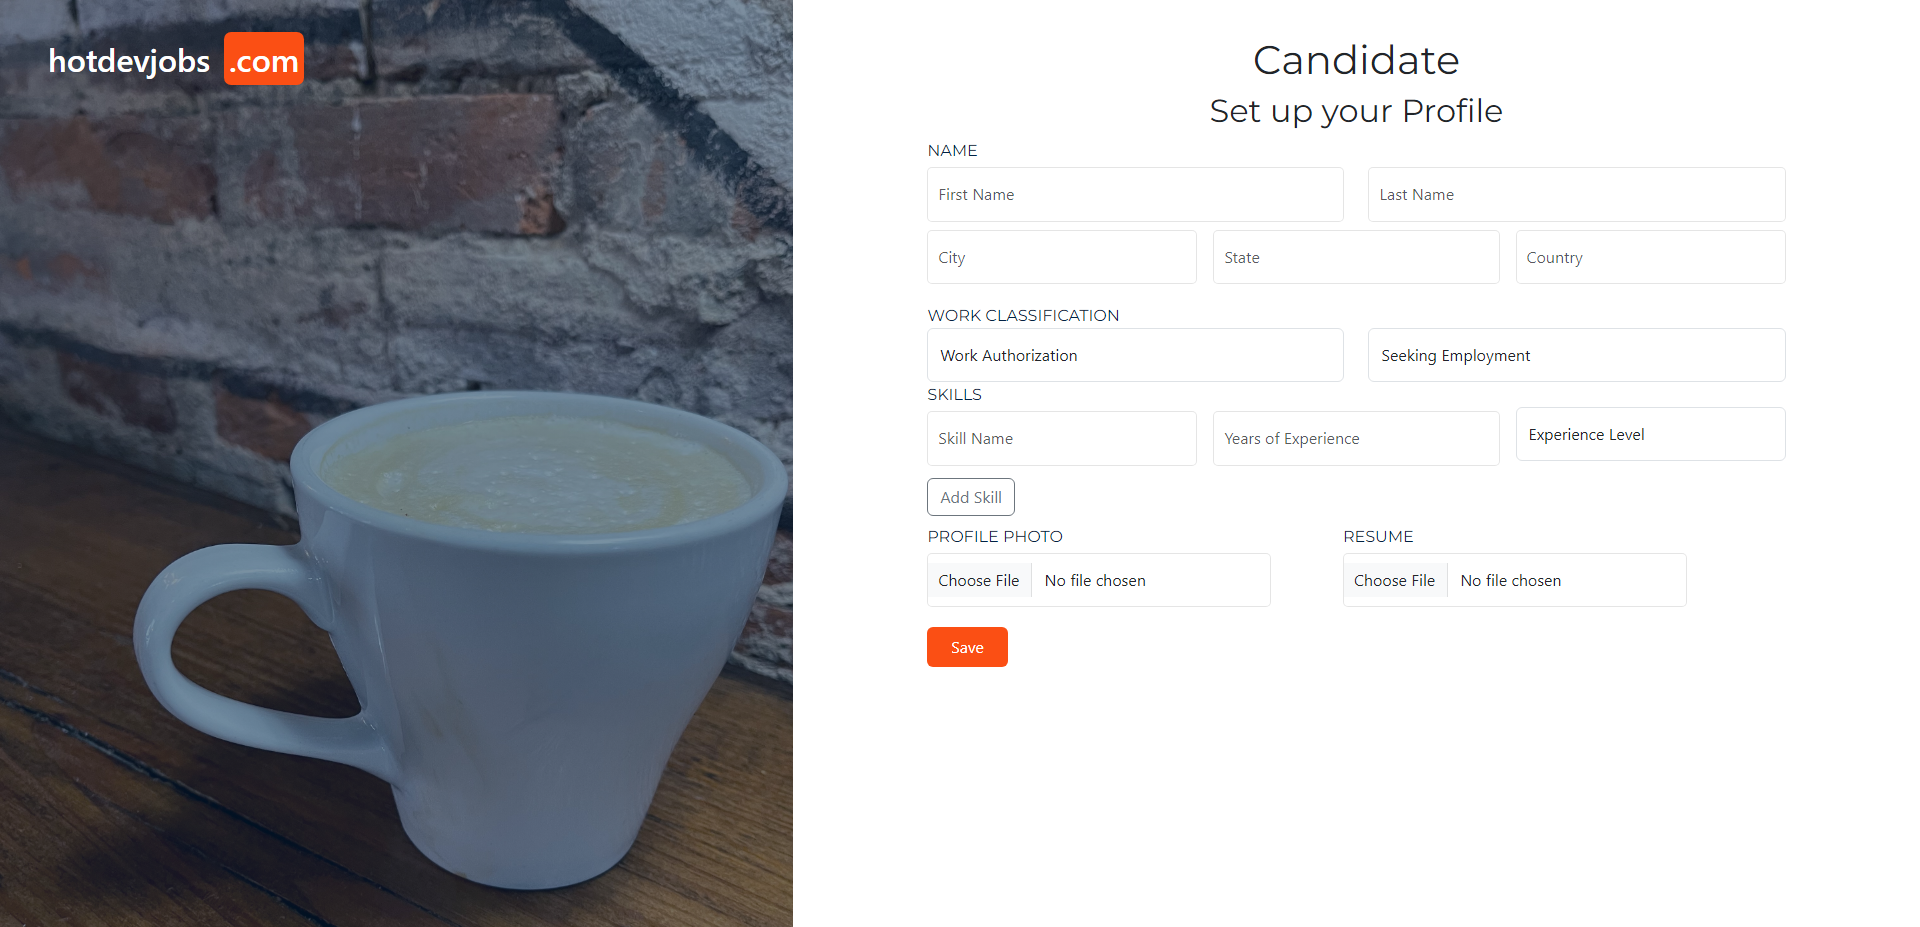 hotdevjobs .com
Candidate
Set up your Profile
NAME
First Name
Last Name
City
State
Country
WORK CLASSIFICATION
Work Authorization
Seeking Employment
SKILLS
Skill Name
Years of Experience
Experience Level
Add Skill
PROFILE PHOTO
RESUME
Choose File
No file chosen
Choose File
No file chosen
Save